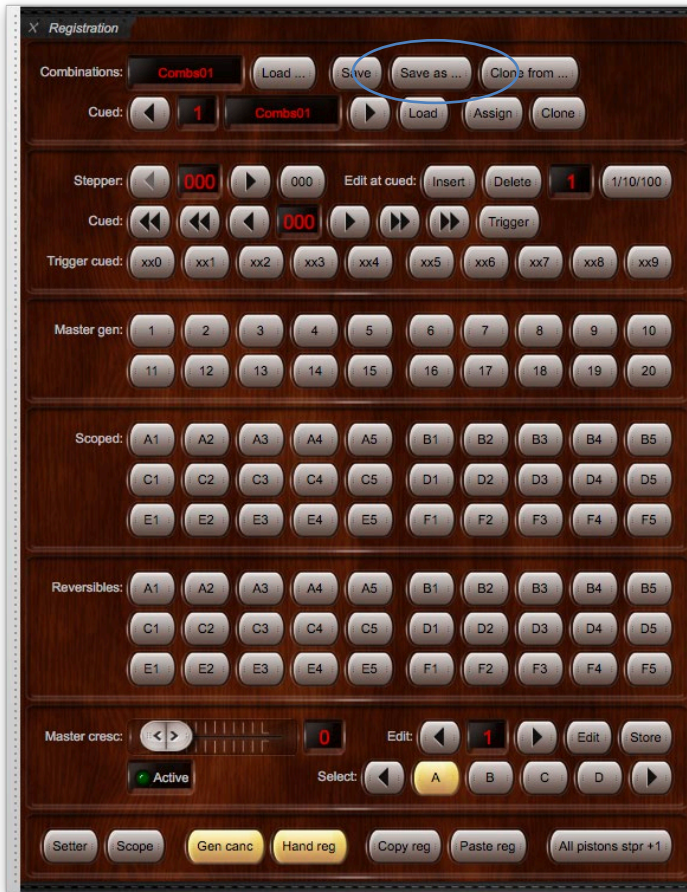 X Registration
Combinations: Combs01 Load ... Save Save as ... Clone from ...
Cued: 1 Combs01 Load Assign Clone
Stepper: 000 000 Edit at cued: Insert Delete 1 1/10/100
Cued: 000 Trigger
Trigger cued: xx0 xx1 xx2 xx3 xx4 xx5 xx6 xx7 xx8 xx9
Master gen: 1 2 3 4 5 6 7 8 9 10
11 12 13 14 15 16 17 18 19 20
Scoped: A1 A2 A3 A4 A5 B1 B2 B3 B4 B5
C1 C2 C3 C4 C5 D1 D2 D3 D4 D5
E1 E2 E3 E4 E5 F1 F2 F3 F4 F5
Reversibles: A1 A2 A3 A4 A5 B1 B2 B3 B4 B5
C1 C2 C3 C4 C5 D1 D2 D3 D4 D5
E1 E2 E3 E4 E5 F1 F2 F3 F4 F5
Master cresc: 0 Edit: 1 Edit Store
Active Select: A B C D
Setter Scope Gen canc Hand reg Copy reg Paste reg All pistons stpr +1